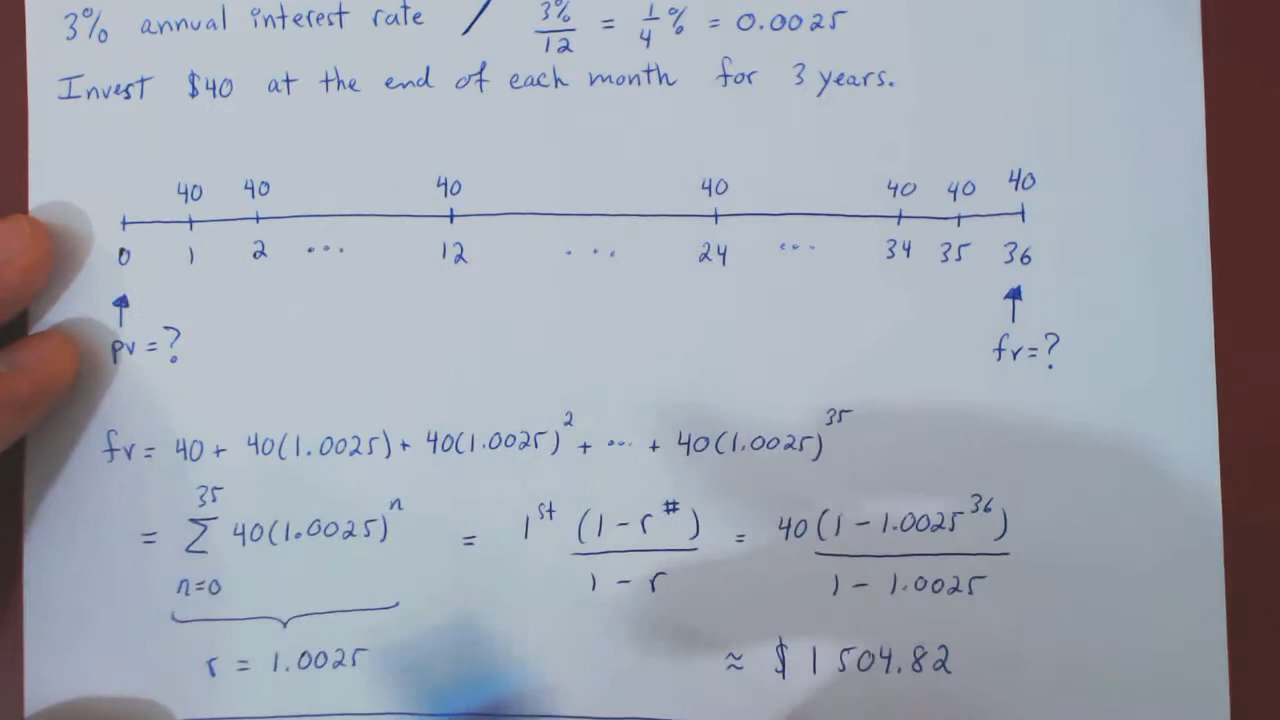 3% annual interest rate / 3%/12 = 1/4 % = 0.0025
Invest $40 at the end of each month for 3 years.
40 40 40 40 40 40 40
0 1 2 ... 12 ... 24 ... 34 35 36
pv = ? fv = ?
fv = 40 + 40(1.0025) + 40(1.0025)^2 + ... + 40(1.0025)^35
= Σ_{n=0}^{35} 40(1.0025)^n = 1st (1 - r^#)/(1 - r) = 40(1 - 1.0025^36)/(1 - 1.0025)
r = 1.0025 ≈ $1504.82